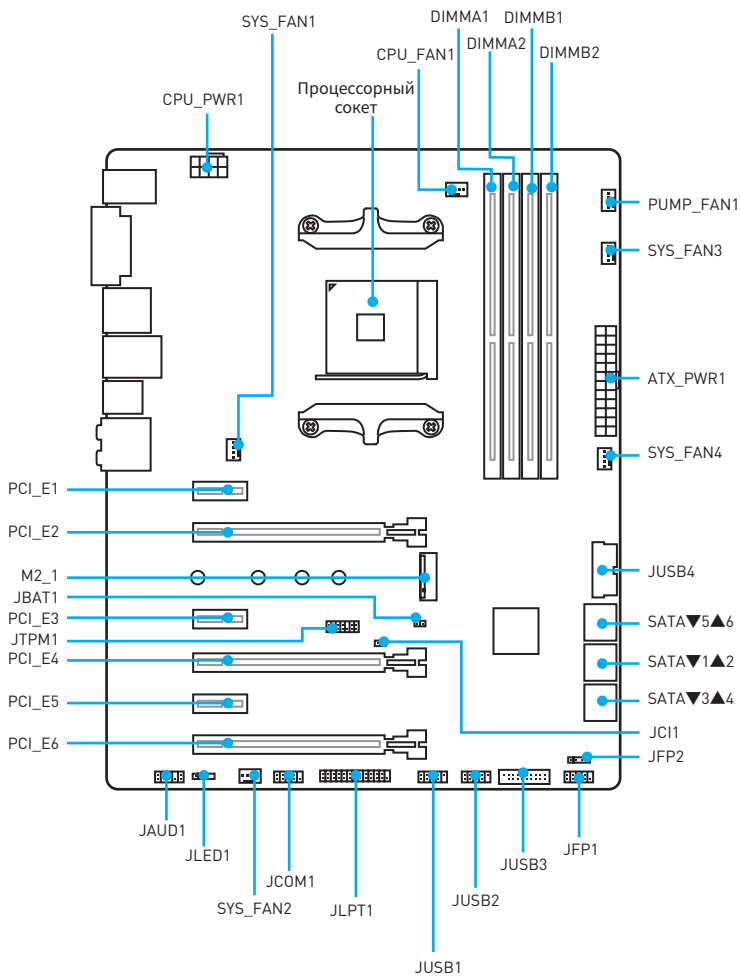 SYS_FAN1
DIMMA1
DIMMB1
DIMMA2
CPU_FAN1
DIMMB2
Процессорный
сокет
CPU_PWR1
PUMP_FAN1
SYS_FAN3
ATX_PWR1
SYS_FAN4
PCI_E1
PCI_E2
M2_1
JUSB4
JBAT1
PCI_E3
SATA▼5▲6
JTPM1
PCI_E4
SATA▼1▲2
PCI_E5
SATA▼3▲4
JCI1
PCI_E6
JFP2
JAUD1
JLED1
SYS_FAN2
JCOM1
JLPT1
JUSB1
JUSB2
JUSB3
JFP1